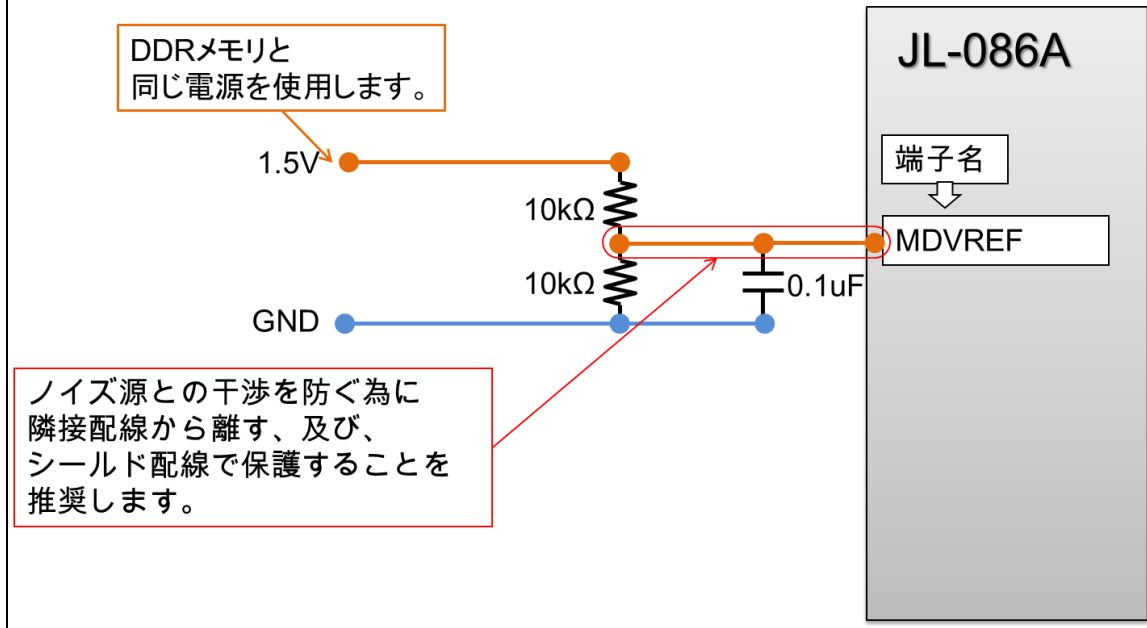 DDRメモリと
同じ電源を使用します。
JL-086A
端子名
1.5V
10kΩ
MDVREF
10kΩ
0.1uF
GND
ノイズ源との干渉を防ぐ為に
隣接配線から離す、及び、
シールド配線で保護することを
推奨します。